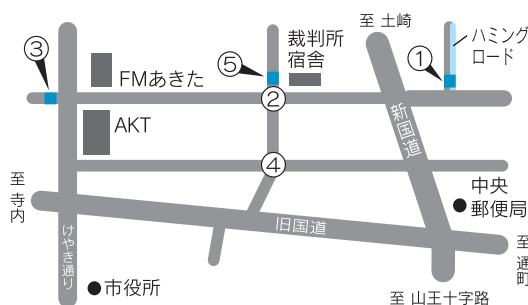 至 土崎
ハミング
ロード
③
裁判所
宿舎
①
⑤
FMあきた
②
新国道
AKT
④
至 寺内
中央
郵便局
旧国道
けやき通り
至 通町
市役所
至 山王十字路